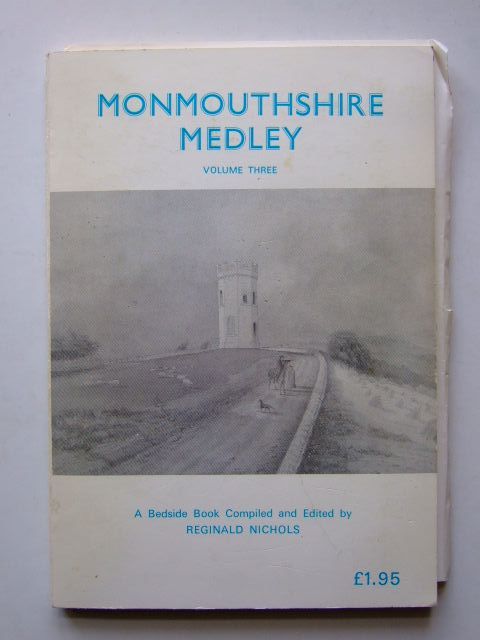 MONMOUTHSHIRE
MEDLEY
VOLUME THREE
A Bedside Book Compiled and Edited by
REGINALD NICHOLS
£1.95